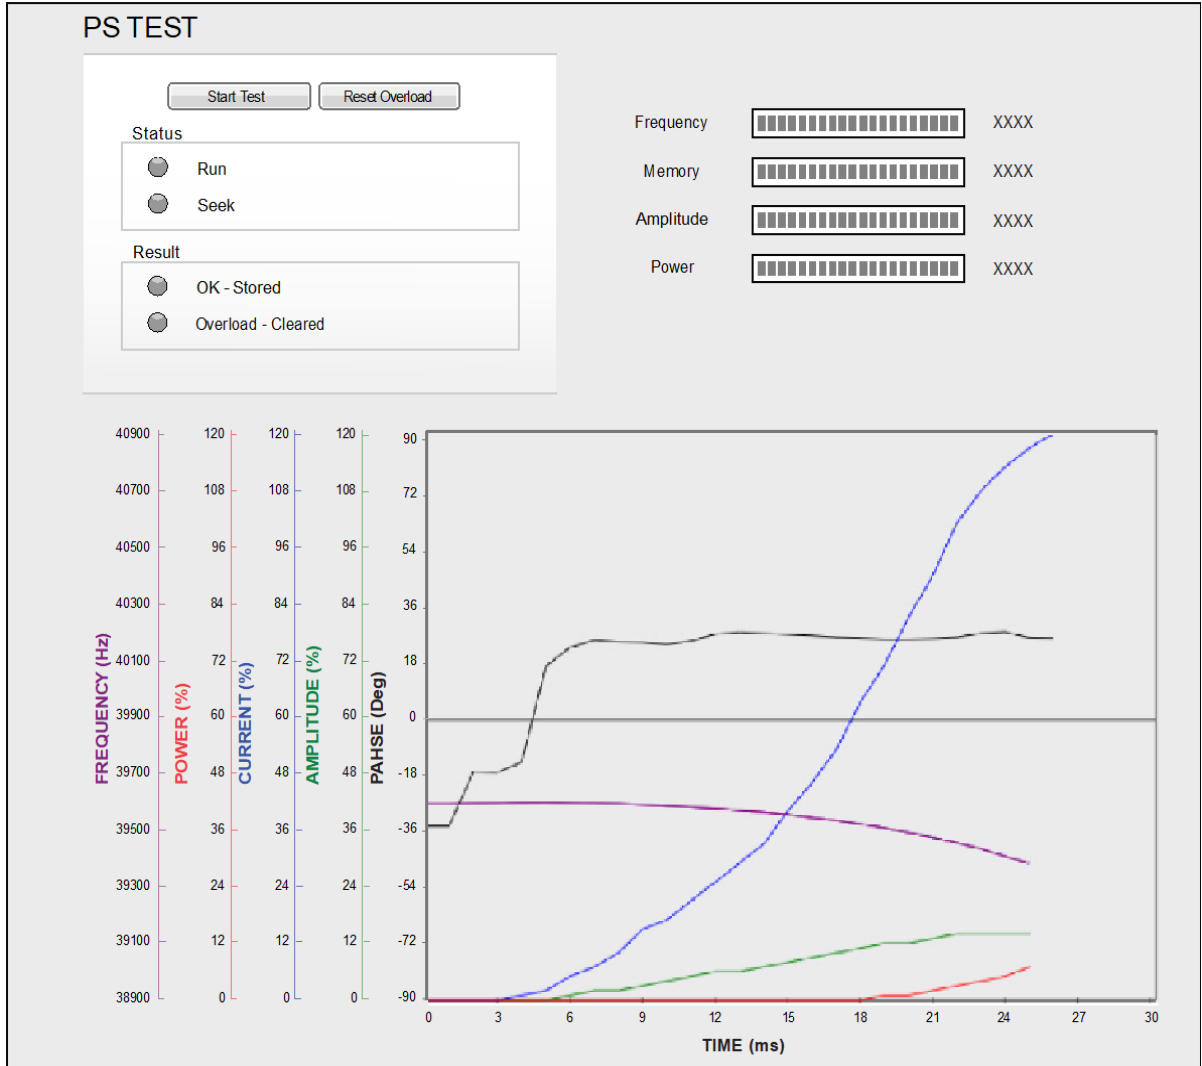 PS TEST
Start Test Reset Overload
Status
Run
Seek
Result
OK - Stored
Overload - Cleared
Frequency XXXX
Memory XXXX
Amplitude XXXX
Power XXXX
40900 120 120 120 90
40700 108 108 108 72
40500 96 96 96 54
40300 84 84 84 36
40100 72 72 72 18
39900 60 60 60 0
39700 48 48 48 -18
39500 36 36 36 -36
39300 24 24 24 -54
39100 12 12 12 -72
38900 0 0 0 -90
FREQUENCY (Hz)
POWER (%)
CURRENT (%)
AMPLITUDE (%)
PAHSE (Deg)
0 3 6 9 12 15 18 21 24 27 30
TIME (ms)